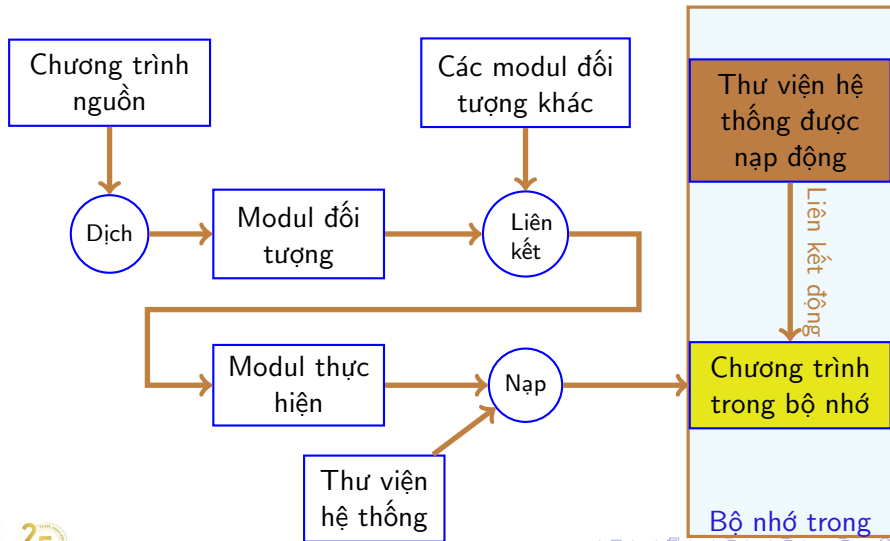 Chương trình
nguồn
Các modul đối
tượng khác
Thư viện hệ
thống được
nạp động
Dịch
Modul đối
tượng
Liên
kết
Liên kết động
Modul thực
hiện
Nạp
Chương trình
trong bộ nhớ
Thư viện
hệ thống
Bộ nhớ trong